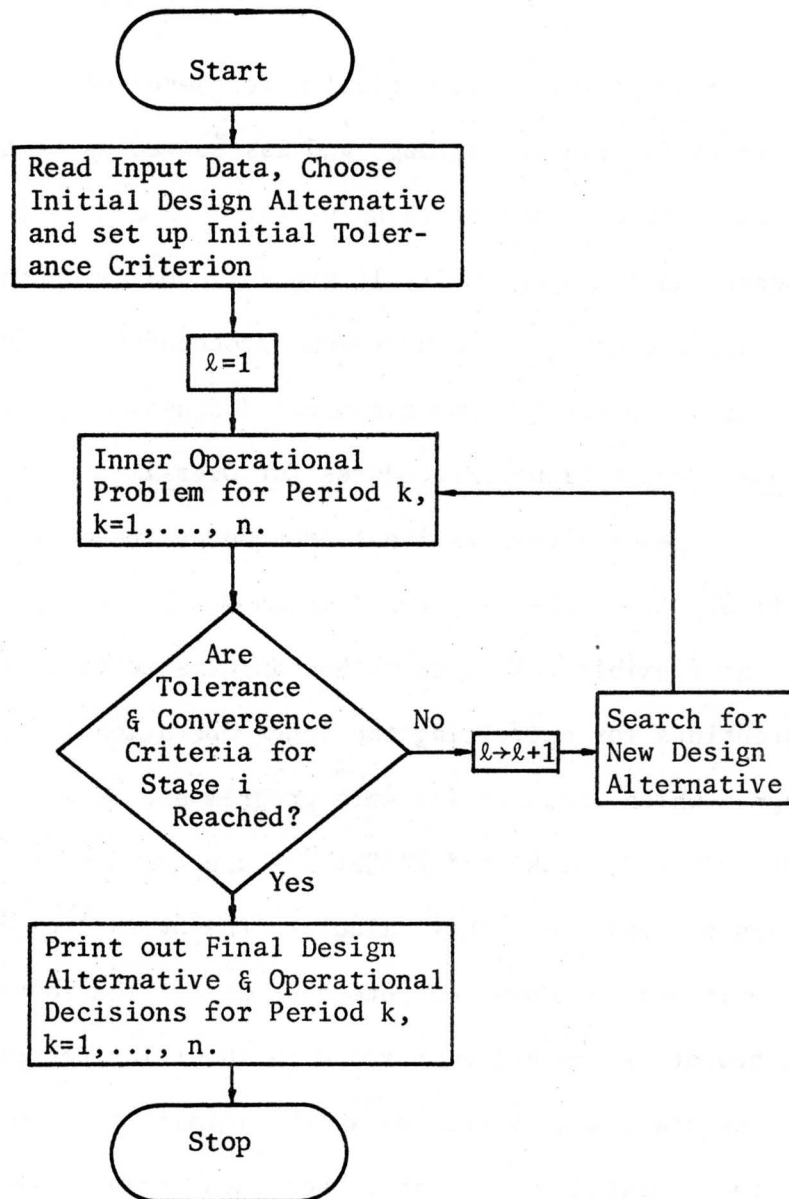 Start
Read Input Data, Choose
Initial Design Alternative
and set up Initial Toler-
ance Criterion
ℓ=1
Inner Operational
Problem for Period k,
k=1,..., n.
Are
Tolerance
& Convergence
Criteria for
Stage i
Reached?
No
ℓ→ℓ+1
Search for
New Design
Alternative
Yes
Print out Final Design
Alternative & Operational
Decisions for Period k,
k=1,..., n.
Stop